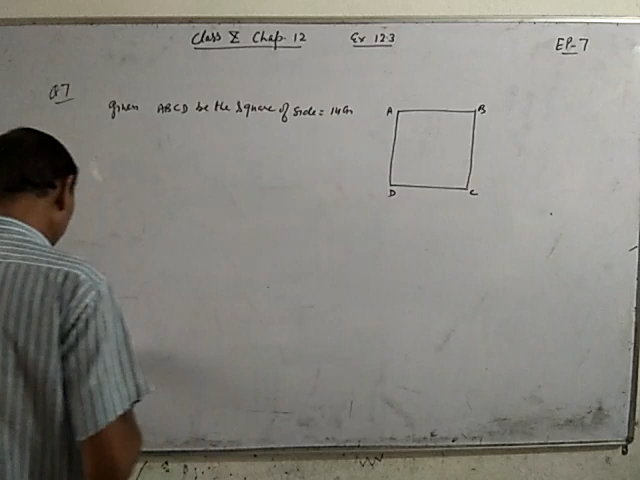 Class X Chap. 12 Ex 12.3 EP-7
Q7
given ABCD be the square of side = 14cm
A B
D C